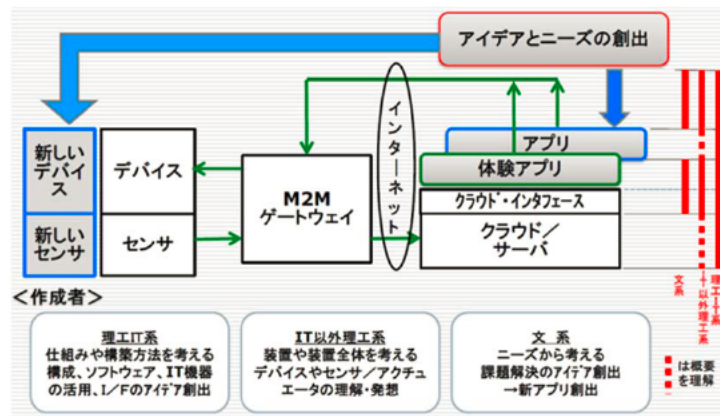 アイデアとニーズの創出
インターネット
アプリ
体験アプリ
新しい
デバイス
デバイス
M2M
ゲートウェイ
クラウド・インタフェース
新しい
センサ
センサ
クラウド／
サーバ
文系
IT以外理工系
理工IT系
＜作成者＞
理工IT系
仕組みや構築方法を考える
構成、ソフトウェア、IT機器
の活用、I/Fのアイデア創出
IT以外理工系
装置や装置全体を考える
デバイスやセンサ／アクチュ
エータの理解・発想
文 系
ニーズから考える
課題解決のアイデア創出
→新アプリ創出
は概要
を理解